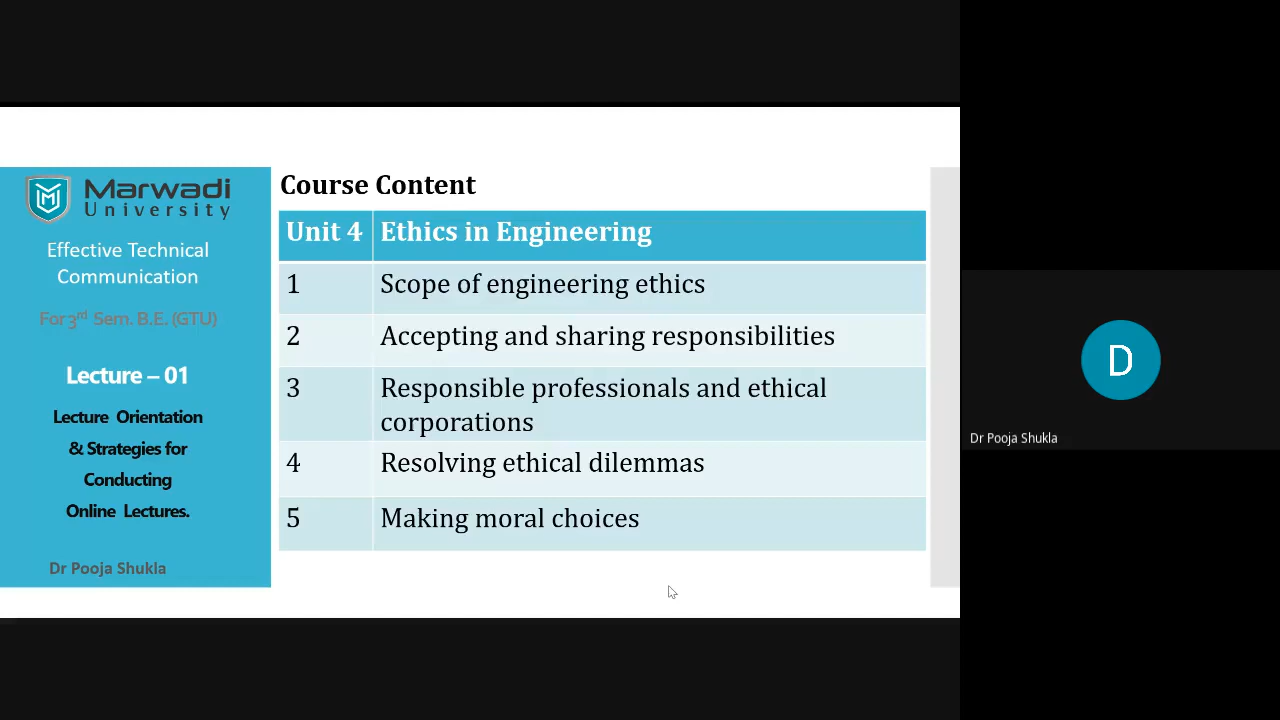 Marwadi
University
Effective Technical
Communication
For 3rd Sem. B.E. (GTU)
Lecture – 01
Lecture Orientation
& Strategies for
Conducting
Online Lectures.
Dr Pooja Shukla
Course Content
Unit 4 Ethics in Engineering
1 Scope of engineering ethics
2 Accepting and sharing responsibilities
3 Responsible professionals and ethical
corporations
4 Resolving ethical dilemmas
5 Making moral choices
D
Dr Pooja Shukla